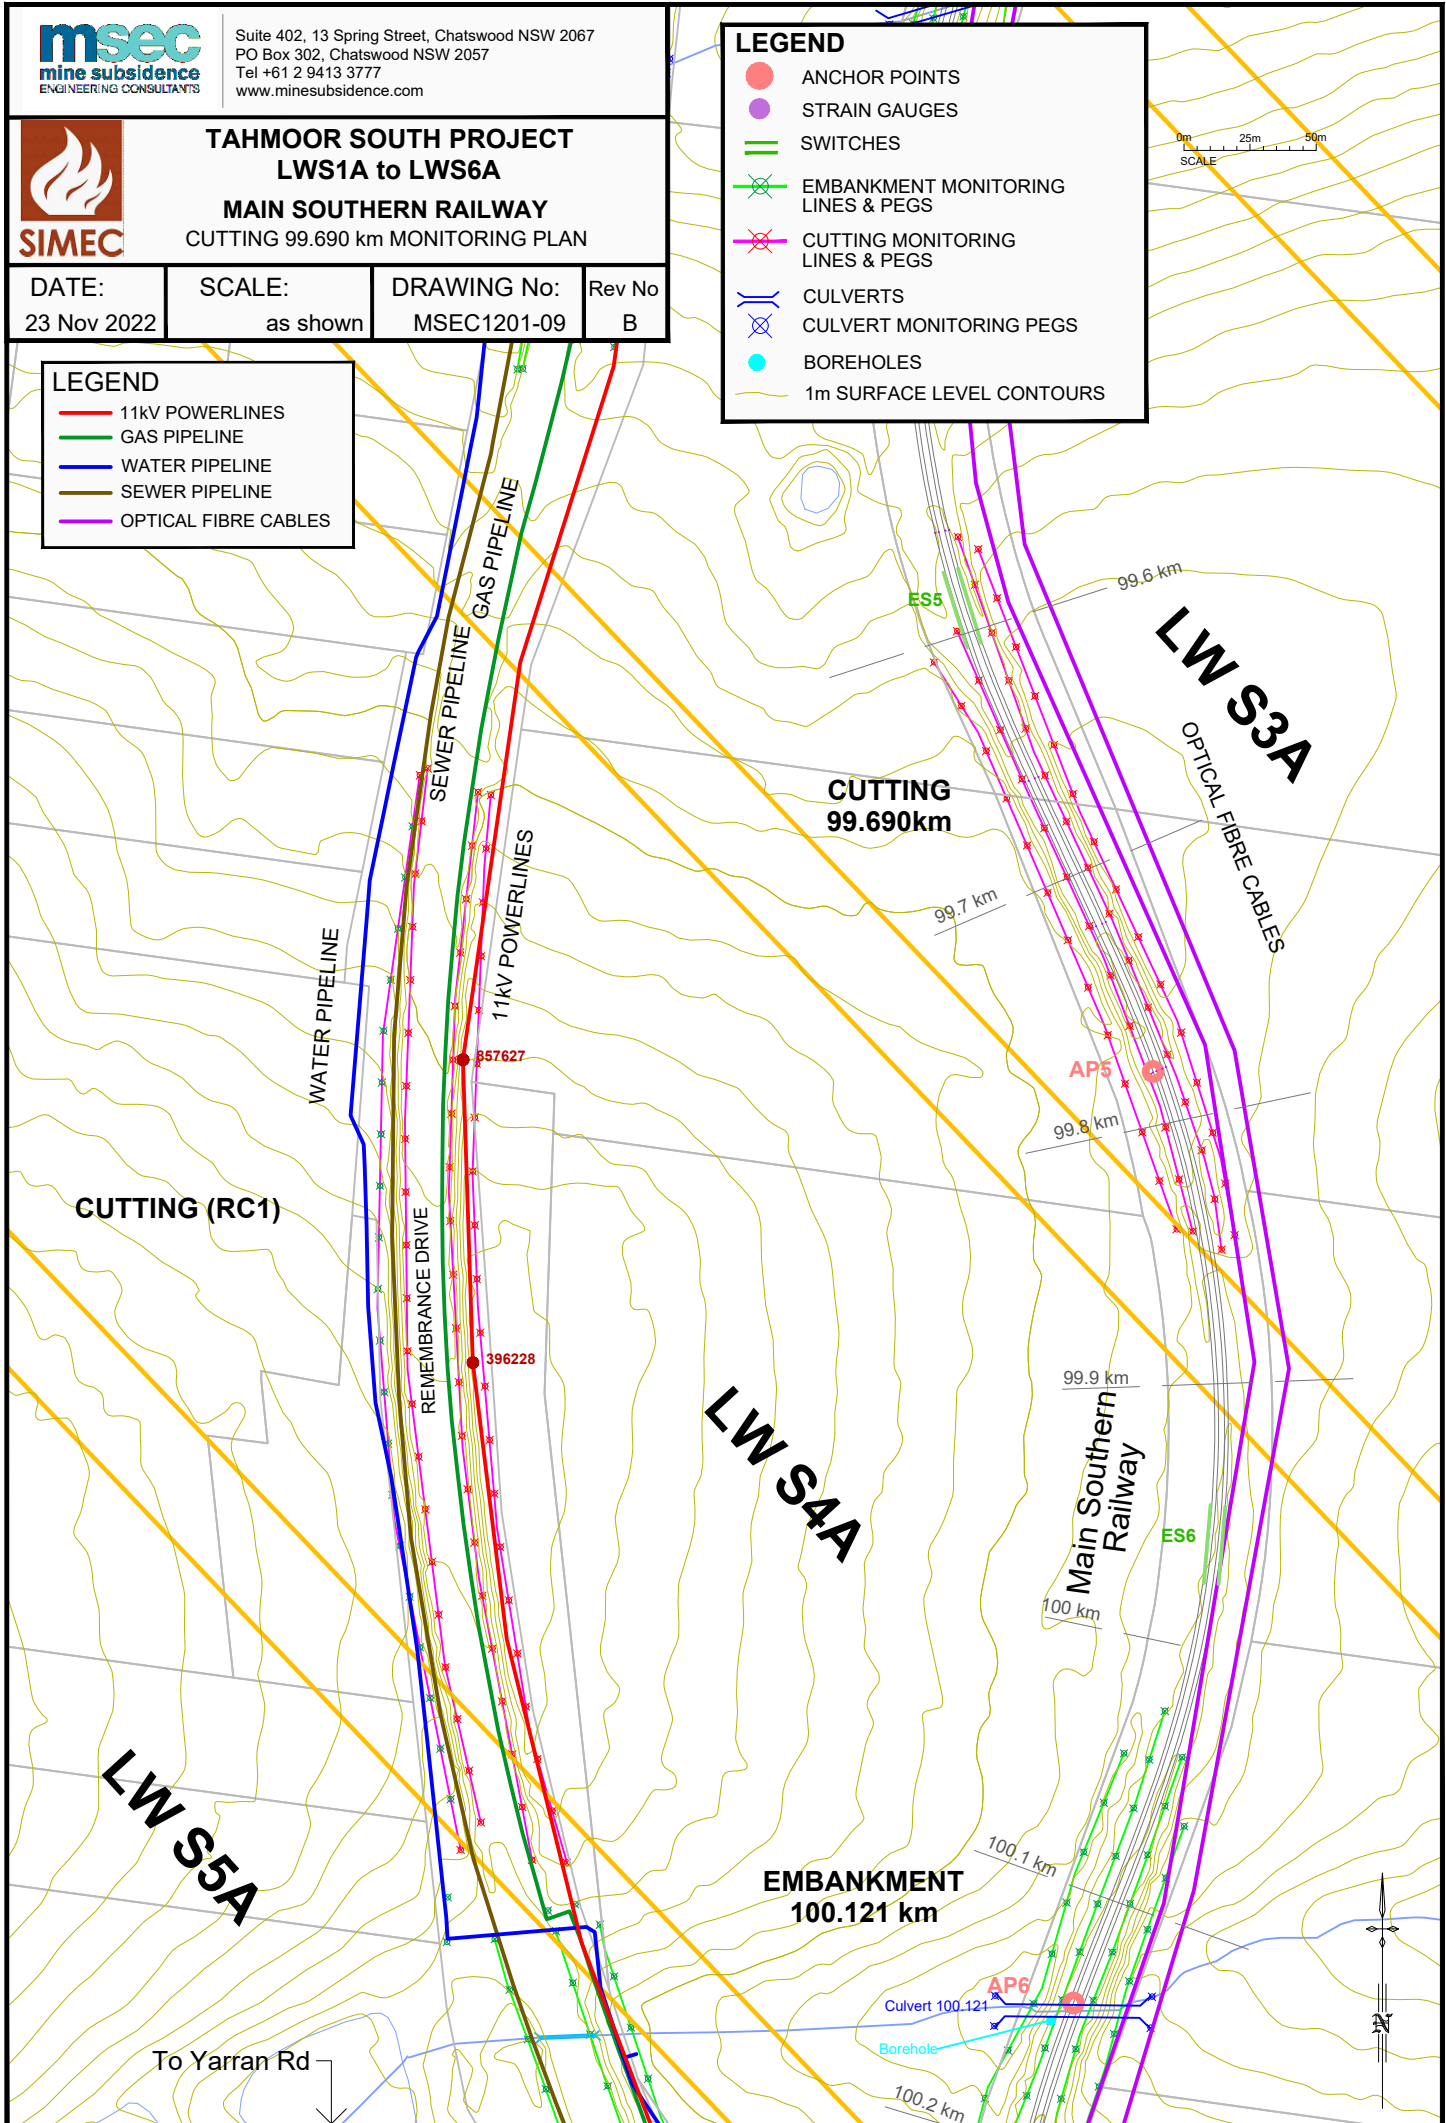 msec
mine subsidence
ENGINEERING CONSULTANTS
Suite 402, 13 Spring Street, Chatswood NSW 2067
PO Box 302, Chatswood NSW 2057
Tel +61 2 9413 3777
www.minesubsidence.com
SIMEC
TAHMOOR SOUTH PROJECT
LWS1A to LWS6A
MAIN SOUTHERN RAILWAY
CUTTING 99.690 km MONITORING PLAN
DATE:
23 Nov 2022
SCALE:
as shown
DRAWING No:
MSEC1201-09
Rev No
B
LEGEND
ANCHOR POINTS
STRAIN GAUGES
SWITCHES
EMBANKMENT MONITORING
LINES & PEGS
CUTTING MONITORING
LINES & PEGS
CULVERTS
CULVERT MONITORING PEGS
BOREHOLES
1m SURFACE LEVEL CONTOURS
0m 25m 50m
SCALE
LEGEND
11kV POWERLINES
GAS PIPELINE
WATER PIPELINE
SEWER PIPELINE
OPTICAL FIBRE CABLES
GAS PIPELINE
SEWER PIPELINE
ES5
99.6 km
LW S3A
OPTICAL FIBRE CABLES
CUTTING
99.690km
11kV POWERLINES
99.7 km
WATER PIPELINE
857627
AP5
99.8 km
CUTTING (RC1)
REMEMBRANCE DRIVE
396228
99.9 km
LW S4A
Main Southern
Railway
ES6
100 km
LW S5A
100.1 km
EMBANKMENT
100.121 km
AP6
Culvert 100.121
Borehole
N
To Yarran Rd
100.2 km